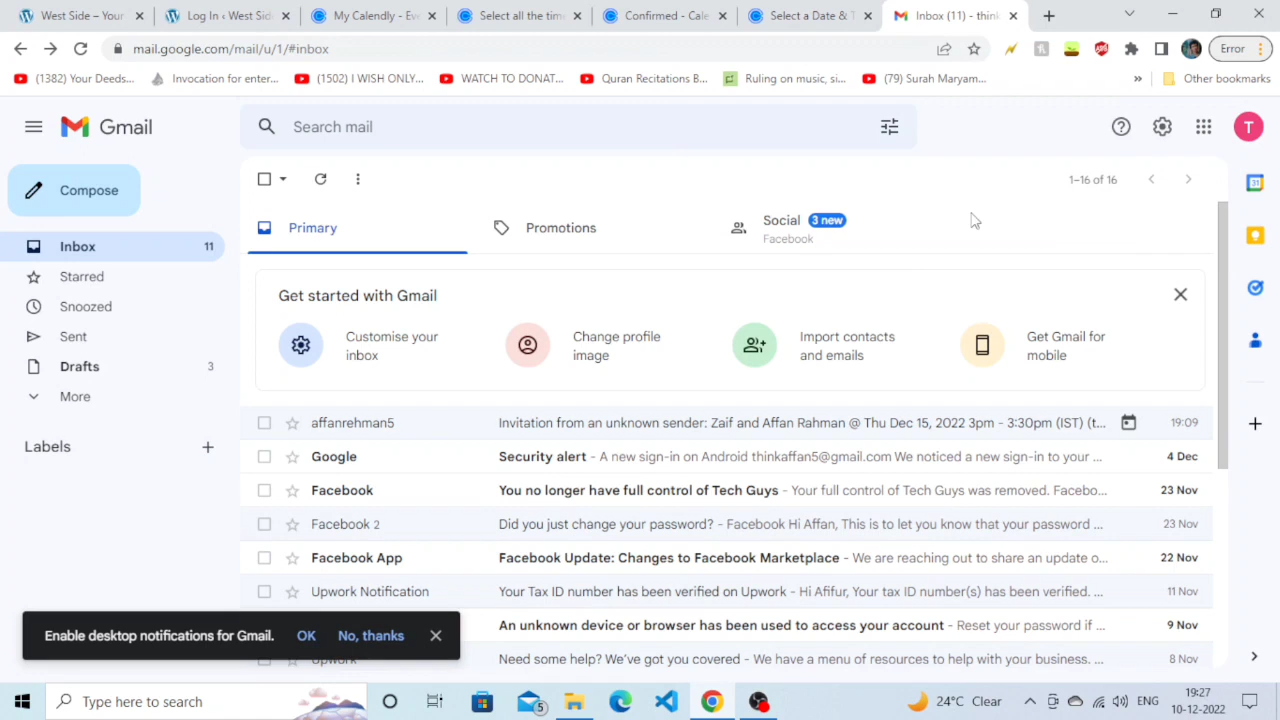 West Side – Your
Log In ‹ West Side
My Calendly - Eve
Select all the time
Confirmed - Cale
Select a Date & T
Inbox (11) - think
mail.google.com/mail/u/1/#inbox
Error
(1382) Your Deeds...
Invocation for enter...
(1502) I WISH ONLY...
WATCH TO DONAT...
Quran Recitations B...
Ruling on music, si...
(79) Surah Maryam...
»
Other bookmarks
Gmail
Search mail
T
Compose
1–16 of 16
Primary
Promotions
Social 3 new
Facebook
Inbox 11
Starred
Snoozed
Sent
Drafts 3
More
Labels
Get started with Gmail
Customise your
inbox
Change profile
image
Import contacts
and emails
Get Gmail for
mobile
affanrehman5 Invitation from an unknown sender: Zaif and Affan Rahman @ Thu Dec 15, 2022 3pm - 3:30pm (IST) (t... 19:09
Google Security alert - A new sign-in on Android thinkaffan5@gmail.com We noticed a new sign-in to your ... 4 Dec
Facebook You no longer have full control of Tech Guys - Your full control of Tech Guys was removed. Facebo... 23 Nov
Facebook 2 Did you just change your password? - Facebook Hi Affan, This is to let you know that your password ... 23 Nov
Facebook App Facebook Update: Changes to Facebook Marketplace - We are reaching out to share an update o... 22 Nov
Upwork Notification Your Tax ID number has been verified on Upwork - Hi Afifur, Your tax ID number(s) has been verified. ... 11 Nov
An unknown device or browser has been used to access your account - Reset your password if ... 9 Nov
Upwork Need some help? We've got you covered - We have a menu of resources to help with your business. ... 8 Nov
Enable desktop notifications for Gmail. OK No, thanks
31
Type here to search
5
24°C Clear
ENG
19:27
10-12-2022